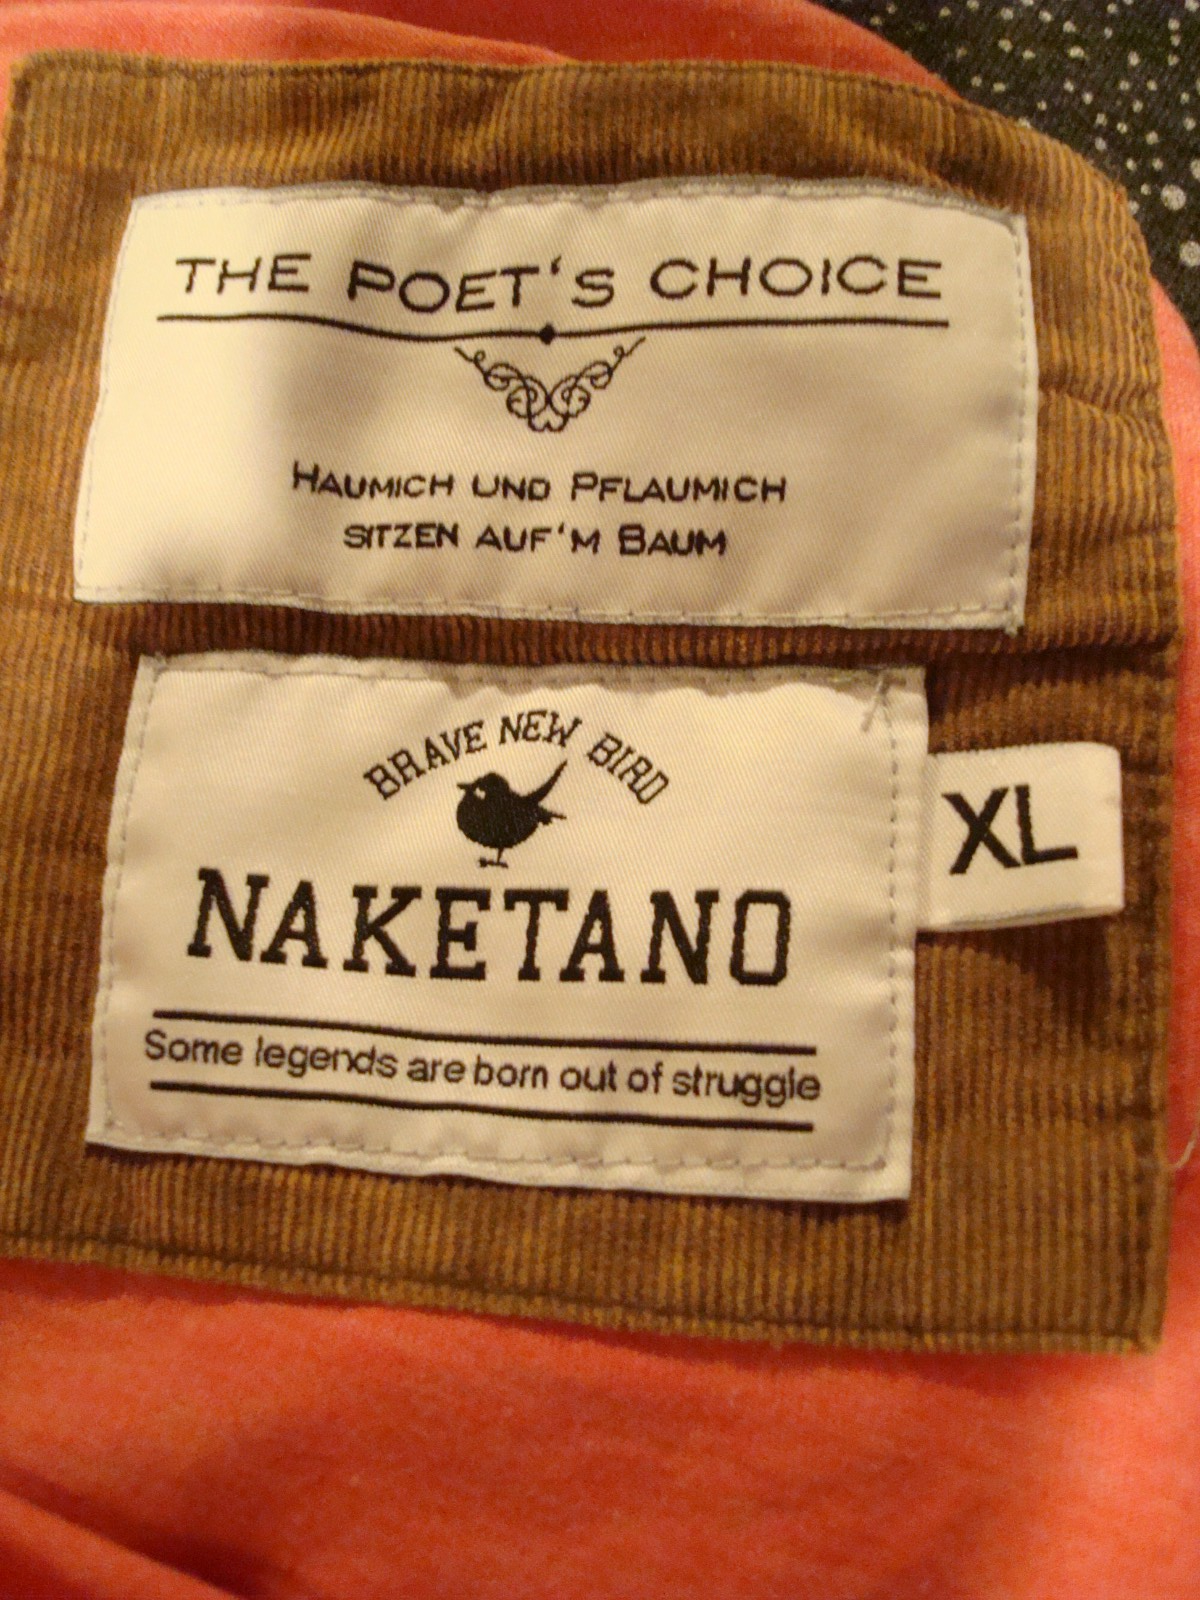 THE POET'S CHOICE
HAUMICH UND PFLAUMICH
SITZEN AUF'M BAUM
BRAVE NEW BIRD
NAKETANO
Some legends are born out of struggle
XL